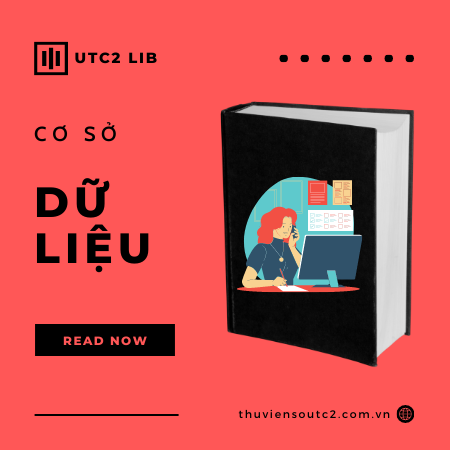 UTC2 LIB
CƠ SỞ
DỮ
LIỆU
READ NOW
thuviensoutc2.com.vn